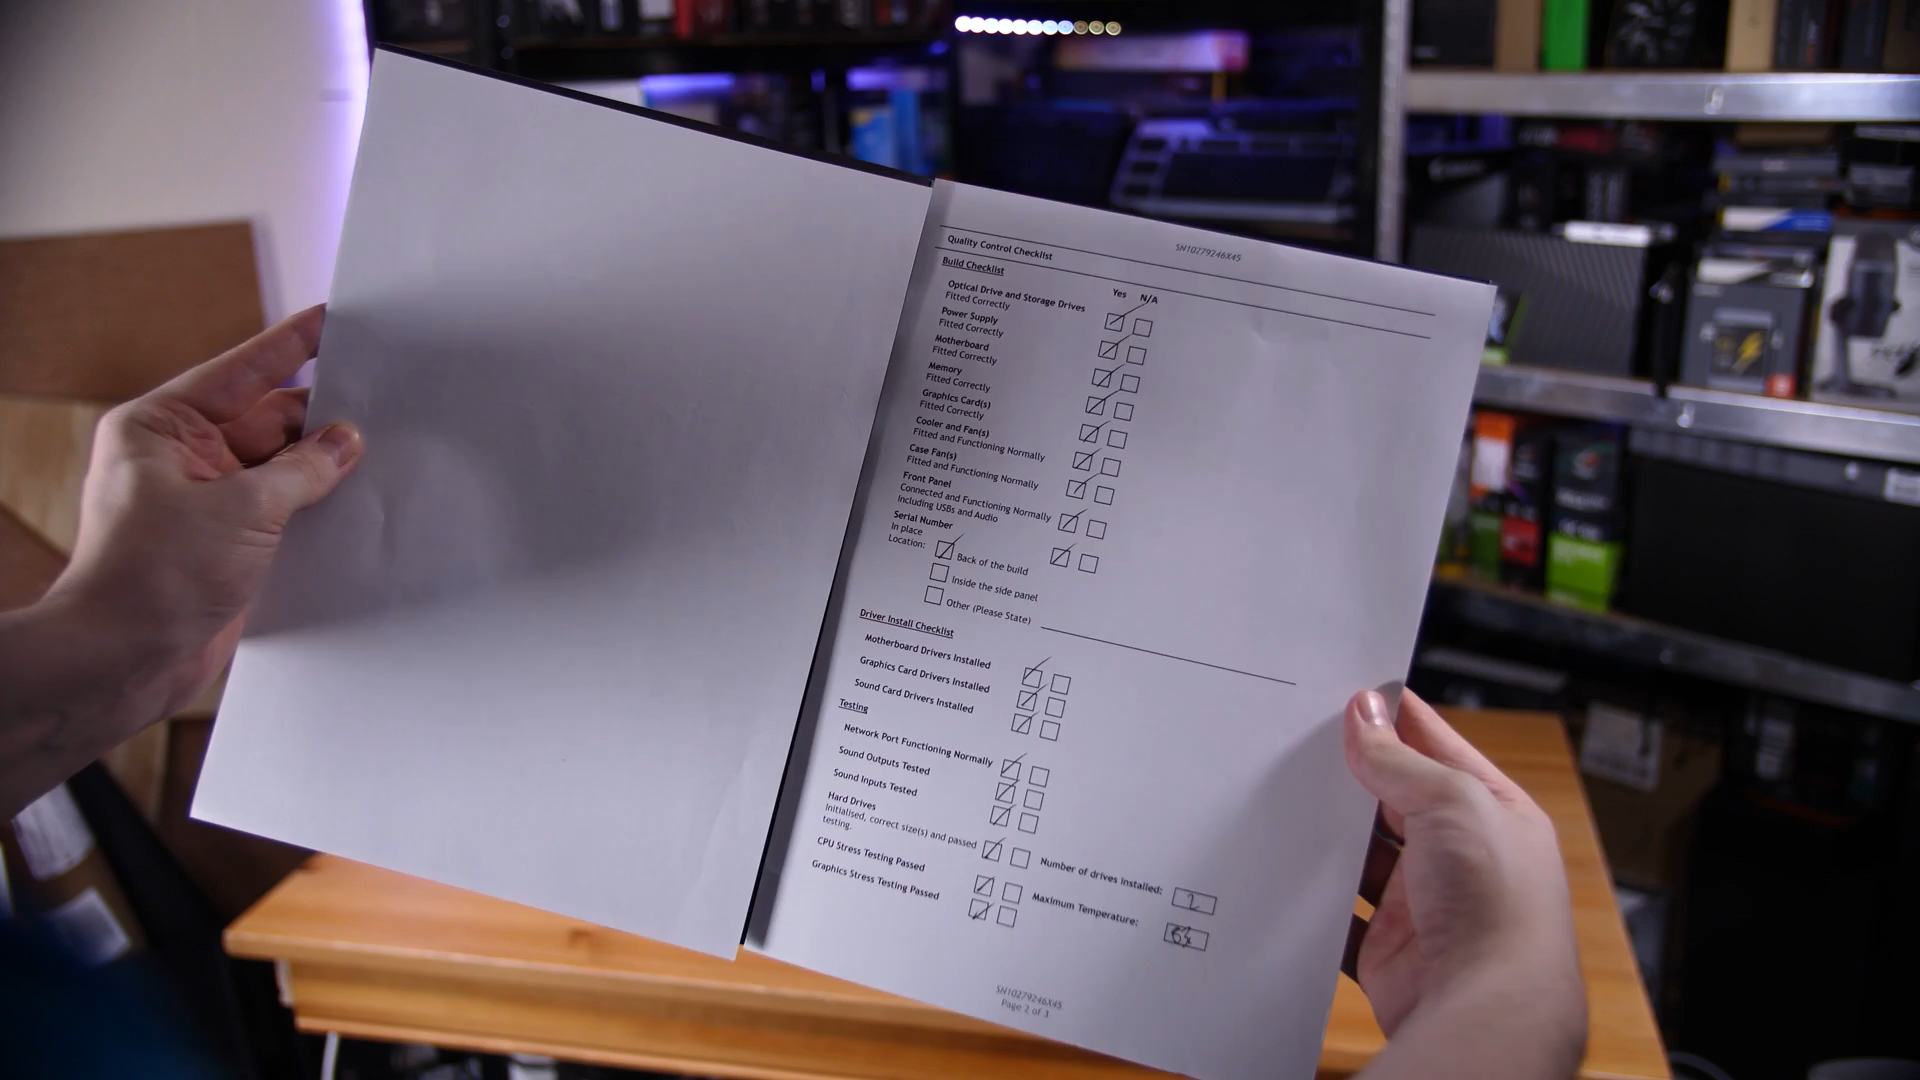 SN10279246X45
Quality Control Checklist
Build Checklist
Yes N/A
Optical Drive and Storage Drives
Fitted Correctly
Power Supply
Fitted Correctly
Motherboard
Fitted Correctly
Memory
Fitted Correctly
Graphics Card(s)
Fitted Correctly
Cooler and Fan(s)
Fitted and Functioning Normally
Case Fan(s)
Fitted and Functioning Normally
Front Panel
Connected and Functioning Normally
Including USBs and Audio
Serial Number
In place
Location:
Back of the build
Inside the side panel
Other (Please State)
Driver Install Checklist
Motherboard Drivers Installed
Graphics Card Drivers Installed
Sound Card Drivers Installed
Testing
Network Port Functioning Normally
Sound Outputs Tested
Sound Inputs Tested
Hard Drives
Initialised, correct size(s) and passed
testing.
Number of drives installed: 2
CPU Stress Testing Passed
Maximum Temperature:
Graphics Stress Testing Passed
SN10279246X45
Page 2 of 3